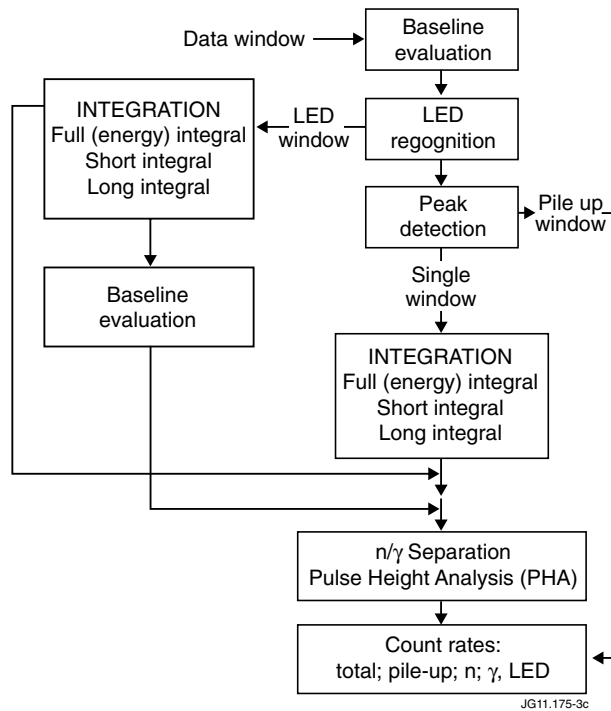 Data window
Baseline
evaluation
INTEGRATION
Full (energy) integral
Short integral
Long integral
LED
window
LED
regognition
Peak
detection
Pile up
window
Single
window
Baseline
evaluation
INTEGRATION
Full (energy) integral
Short integral
Long integral
n/γ Separation
Pulse Height Analysis (PHA)
Count rates:
total; pile-up; n; γ, LED
JG11.175-3c